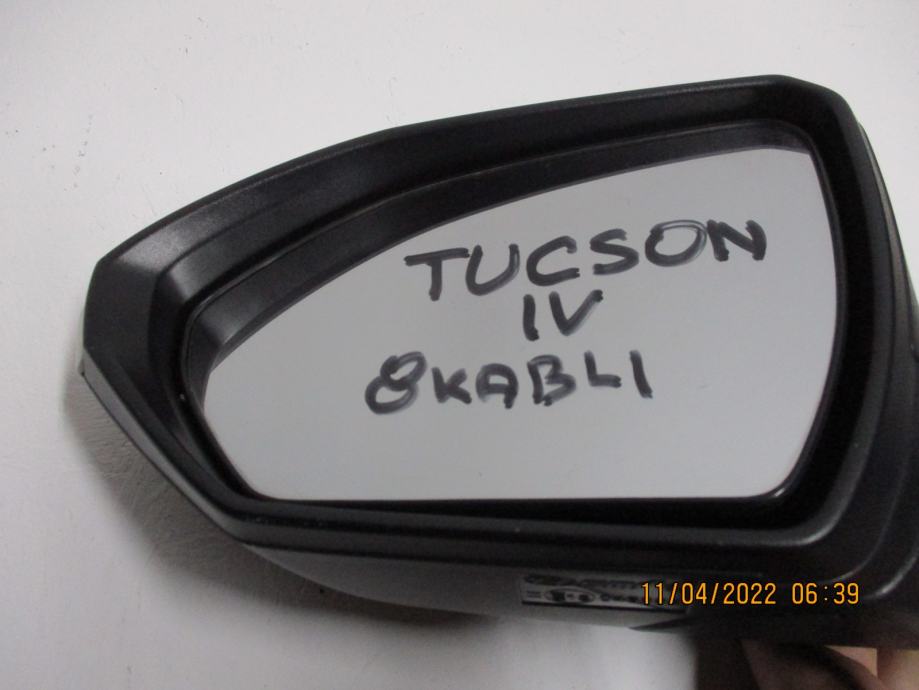 TUCSON
IV
8KABLI
11/04/2022 06:39